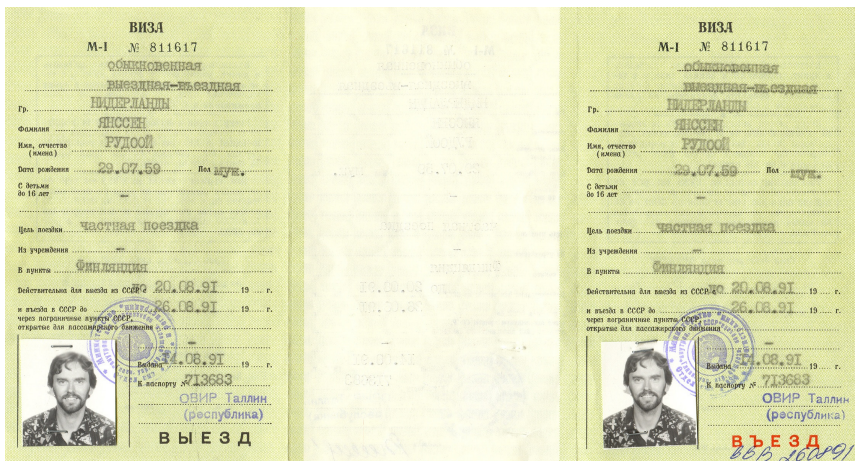 ВИЗА
М-I № 811617
обыкновенная
выездная-въездная
Гр. НИДЕРЛАНДЫ
Фамилия ЯНССЕН
Имя, отчество РУДООЙ
(имена)
Дата рождения 29.07.59 Пол муж.
С детьми
до 16 лет –
Цель поездки частная поездка
Из учреждения –
В пункты Финляндия
Действительна для выезда из СССР с по 20.08.91 19 г.
и въезда в СССР до 26.08.91 19 г.
через пограничные пункты СССР,
открытые для пассажирского движения –
Выдана 14.08.91 19 г.
К паспорту № 713683
ОВИР Таллин
(республика)
ВЫЕЗД
ВИЗА
М-I № 811617
обыкновенная
выездная-въездная
Гр. НИДЕРЛАНДЫ
Фамилия ЯНССЕН
Имя, отчество РУДООЙ
(имена)
Дата рождения 29.07.59 Пол муж.
С детьми
до 16 лет –
Цель поездки частная поездка
Из учреждения –
В пункты Финляндия
Действительна для выезда из СССР с по 20.08.91 19 г.
и въезда в СССР до 26.08.91 19 г.
через пограничные пункты СССР,
открытые для пассажирского движения –
Выдана 14.08.91 19 г.
К паспорту № 713683
ОВИР Таллин
(республика)
ВЪЕЗД
260891